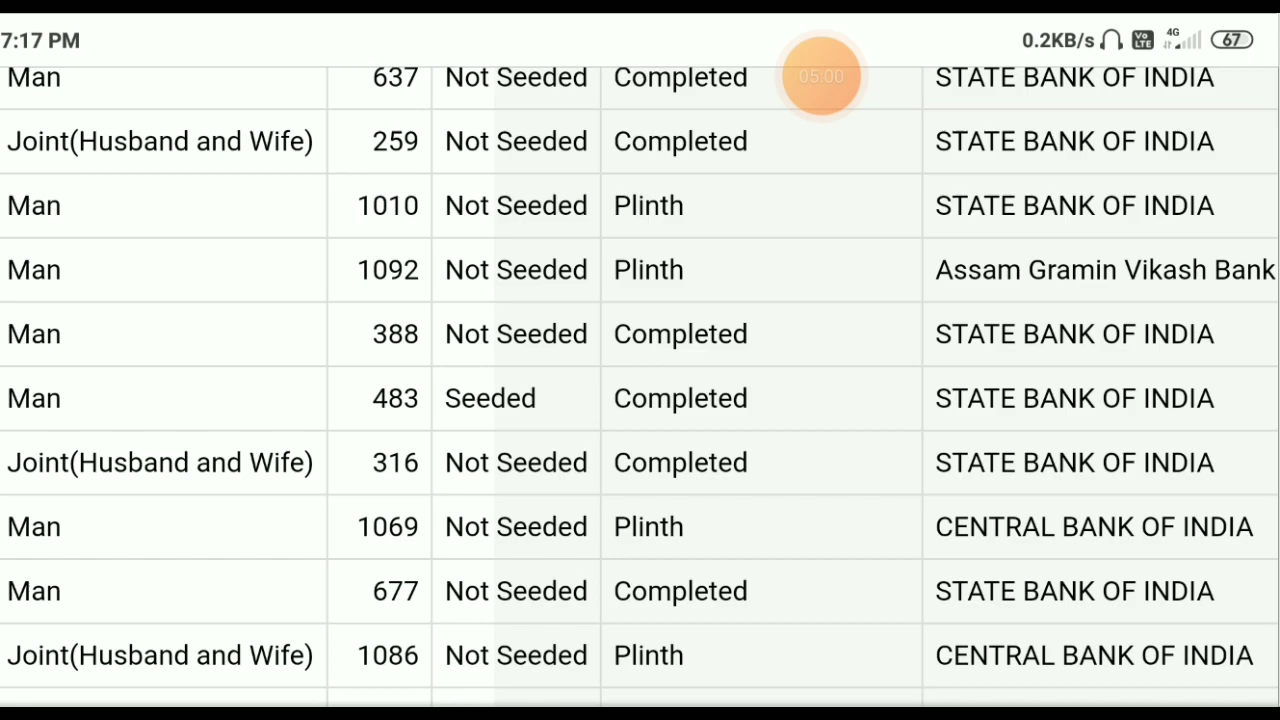 7:17 PM 0.2KB/s Vo LTE 4G 67
05:00
Man 637 Not Seeded Completed STATE BANK OF INDIA
Joint(Husband and Wife) 259 Not Seeded Completed STATE BANK OF INDIA
Man 1010 Not Seeded Plinth STATE BANK OF INDIA
Man 1092 Not Seeded Plinth Assam Gramin Vikash Bank
Man 388 Not Seeded Completed STATE BANK OF INDIA
Man 483 Seeded Completed STATE BANK OF INDIA
Joint(Husband and Wife) 316 Not Seeded Completed STATE BANK OF INDIA
Man 1069 Not Seeded Plinth CENTRAL BANK OF INDIA
Man 677 Not Seeded Completed STATE BANK OF INDIA
Joint(Husband and Wife) 1086 Not Seeded Plinth CENTRAL BANK OF INDIA